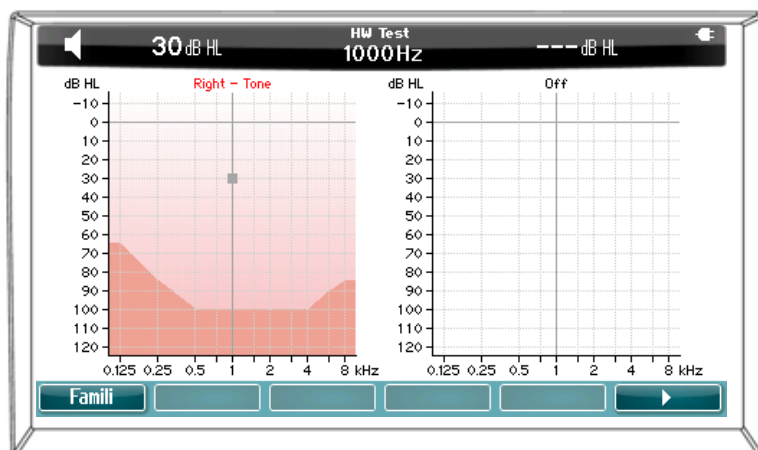 HW Test
30 dB HL 1000Hz ---dB HL
dB HL Right - Tone dB HL Off
-10 -10
0 0
10 10
20 20
30 30
40 40
50 50
60 60
70 70
80 80
90 90
100 100
110 110
120 120
0.125 0.25 0.5 1 2 4 8 kHz 0.125 0.25 0.5 1 2 4 8 kHz
Famili